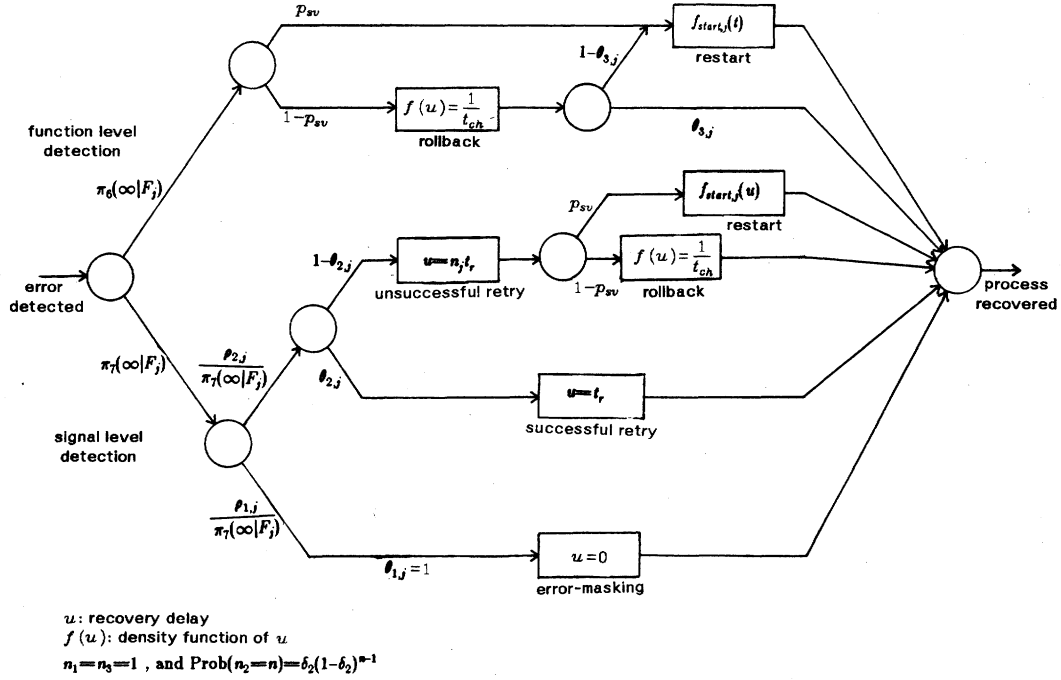 p_sv
f_start,j(t)
restart
1-θ_3,j
1-p_sv
f(u)=1/t_ch
rollback
θ_3,j
function level
detection
π_6(∞|F_j)
p_sv
f_start,j(u)
restart
1-θ_2,j
u=n_jt_r
unsuccessful retry
1-p_sv
f(u)=1/t_ch
rollback
error
detected
process
recovered
π_7(∞|F_j)
ρ_2,j/π_7(∞|F_j)
θ_2,j
u=t_r
successful retry
signal level
detection
ρ_1,j/π_7(∞|F_j)
θ_1,j=1
u=0
error-masking
u: recovery delay
f(u): density function of u
n_1=n_3=1 , and Prob(n_2=n)=δ_2(1-δ_2)^n-1